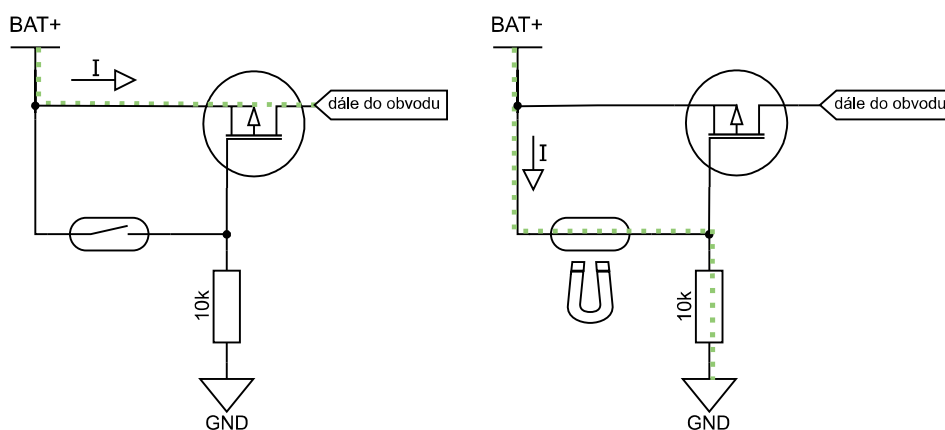 BAT+
I
dále do obvodu
10k
GND
BAT+
I
dále do obvodu
10k
GND